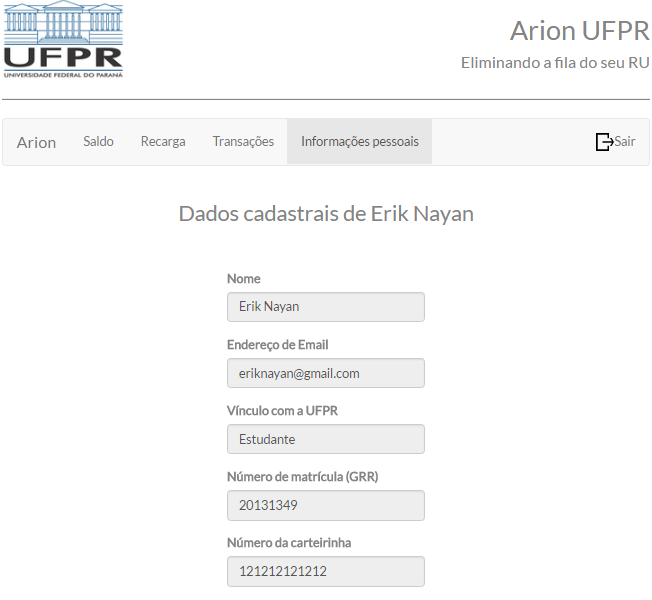 UFPR
UNIVERSIDADE FEDERAL DO PARANÁ
Arion UFPR
Eliminando a fila do seu RU
Arion Saldo Recarga Transações Informações pessoais Sair
Dados cadastrais de Erik Nayan
Nome
Erik Nayan
Endereço de Email
eriknayan@gmail.com
Vínculo com a UFPR
Estudante
Número de matrícula (GRR)
20131349
Número da carteirinha
121212121212